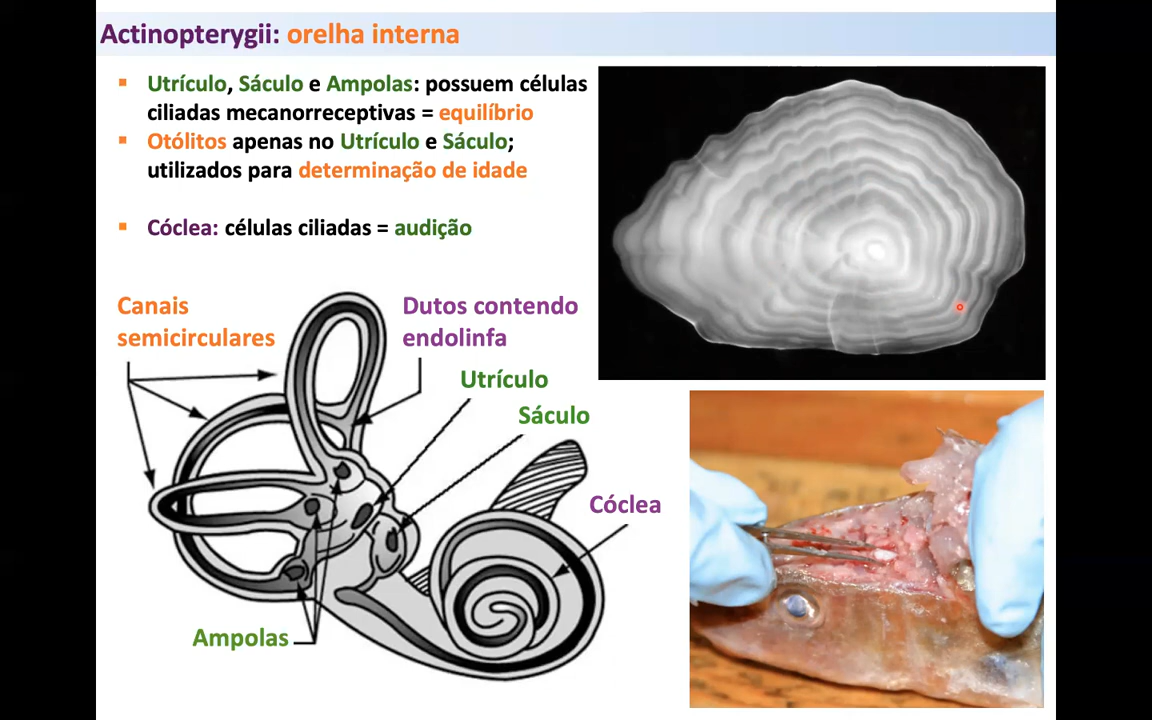 Actinopterygii: orelha interna
Utrículo, Sáculo e Ampolas: possuem células
ciliadas mecanorreceptivas = equilíbrio
Otólitos apenas no Utrículo e Sáculo;
utilizados para determinação de idade
Cóclea: células ciliadas = audição
Canais
semicirculares
Dutos contendo
endolinfa
Utrículo
Sáculo
Cóclea
Ampolas